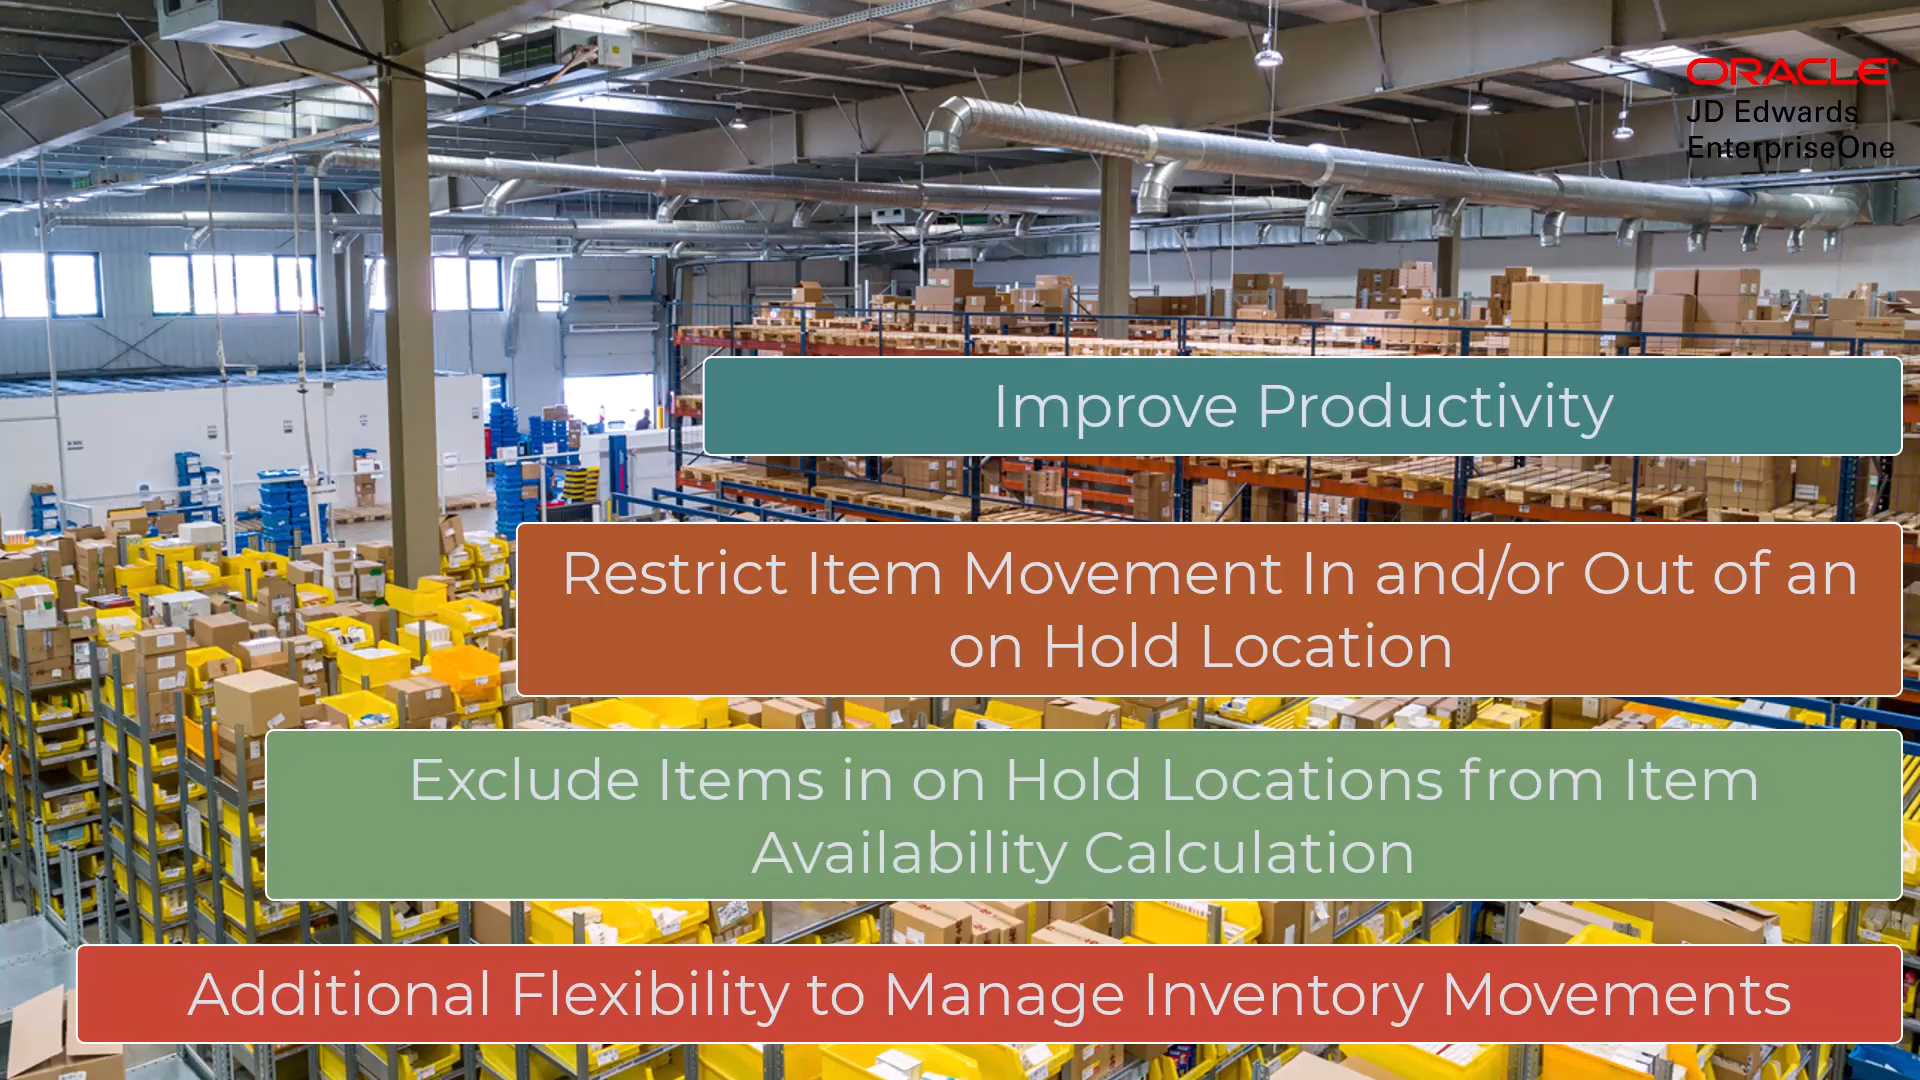 ORACLE
JD Edwards
EnterpriseOne
Improve Productivity
Restrict Item Movement In and/or Out of an
on Hold Location
Exclude Items in on Hold Locations from Item
Availability Calculation
Additional Flexibility to Manage Inventory Movements